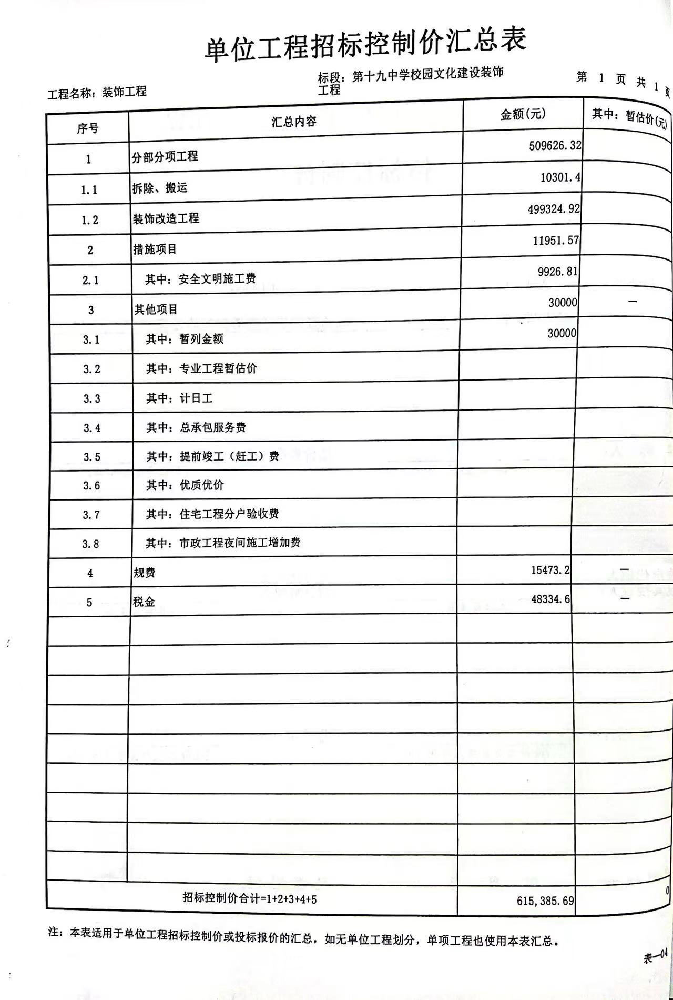 单位工程招标控制价汇总表
工程名称：装饰工程
标段：第十九中学校园文化建设装饰
工程
第 1 页 共 1 页
序号 汇总内容 金额(元) 其中：暂估价(元)
1 分部分项工程 509626.32
1.1 拆除、搬运 10301.4
1.2 装饰改造工程 499324.92
2 措施项目 11951.57
2.1 其中：安全文明施工费 9926.81
3 其他项目 30000 —
3.1 其中：暂列金额 30000
3.2 其中：专业工程暂估价
3.3 其中：计日工
3.4 其中：总承包服务费
3.5 其中：提前竣工（赶工）费
3.6 其中：优质优价
3.7 其中：住宅工程分户验收费
3.8 其中：市政工程夜间施工增加费
4 规费 15473.2 —
5 税金 48334.6 —
招标控制价合计=1+2+3+4+5 615,385.69 0
注：本表适用于单位工程招标控制价或投标报价的汇总，如无单位工程划分，单项工程也使用本表汇总。
表—04